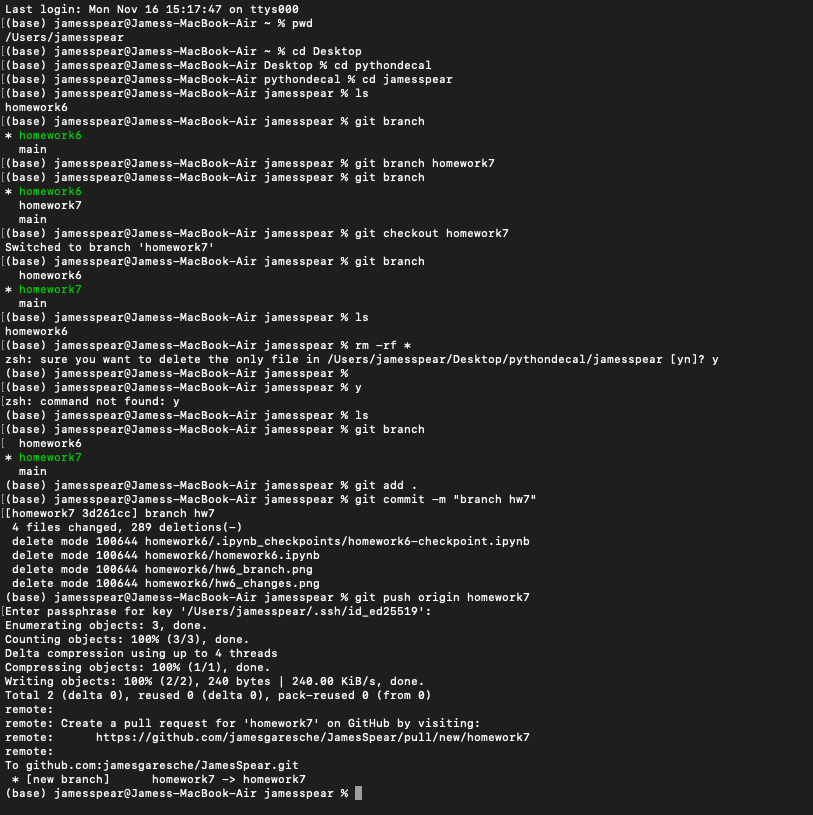 Last login: Mon Nov 16 15:17:47 on ttys000
[(base) jamesspear@Jamess-MacBook-Air ~ % pwd
/Users/jamesspear
[(base) jamesspear@Jamess-MacBook-Air ~ % cd Desktop
[(base) jamesspear@Jamess-MacBook-Air Desktop % cd pythondecal
[(base) jamesspear@Jamess-MacBook-Air pythondecal % cd jamesspear
[(base) jamesspear@Jamess-MacBook-Air jamesspear % ls
homework6
[(base) jamesspear@Jamess-MacBook-Air jamesspear % git branch
* homework6
  main
[(base) jamesspear@Jamess-MacBook-Air jamesspear % git branch homework7
[(base) jamesspear@Jamess-MacBook-Air jamesspear % git branch
* homework6
  homework7
  main
[(base) jamesspear@Jamess-MacBook-Air jamesspear % git checkout homework7
Switched to branch 'homework7'
[(base) jamesspear@Jamess-MacBook-Air jamesspear % git branch
  homework6
* homework7
  main
[(base) jamesspear@Jamess-MacBook-Air jamesspear % ls
homework6
[(base) jamesspear@Jamess-MacBook-Air jamesspear % rm -rf *
zsh: sure you want to delete the only file in /Users/jamesspear/Desktop/pythondecal/jamesspear [yn]? y
(base) jamesspear@Jamess-MacBook-Air jamesspear %
[(base) jamesspear@Jamess-MacBook-Air jamesspear % y
[zsh: command not found: y
(base) jamesspear@Jamess-MacBook-Air jamesspear % ls
[(base) jamesspear@Jamess-MacBook-Air jamesspear % git branch
[  homework6
* homework7
  main
(base) jamesspear@Jamess-MacBook-Air jamesspear % git add .
[(base) jamesspear@Jamess-MacBook-Air jamesspear % git commit -m "branch hw7"
[[homework7 3d261cc] branch hw7
 4 files changed, 289 deletions(-)
 delete mode 100644 homework6/.ipynb_checkpoints/homework6-checkpoint.ipynb
 delete mode 100644 homework6/homework6.ipynb
 delete mode 100644 homework6/hw6_branch.png
 delete mode 100644 homework6/hw6_changes.png
(base) jamesspear@Jamess-MacBook-Air jamesspear % git push origin homework7
[Enter passphrase for key '/Users/jamesspear/.ssh/id_ed25519':
Enumerating objects: 3, done.
Counting objects: 100% (3/3), done.
Delta compression using up to 4 threads
Compressing objects: 100% (1/1), done.
Writing objects: 100% (2/2), 240 bytes | 240.00 KiB/s, done.
Total 2 (delta 0), reused 0 (delta 0), pack-reused 0 (from 0)
remote:
remote: Create a pull request for 'homework7' on GitHub by visiting:
remote:      https://github.com/jamesgaresche/JamesSpear/pull/new/homework7
remote:
To github.com:jamesgaresche/JamesSpear.git
 * [new branch]      homework7 -> homework7
(base) jamesspear@Jamess-MacBook-Air jamesspear %